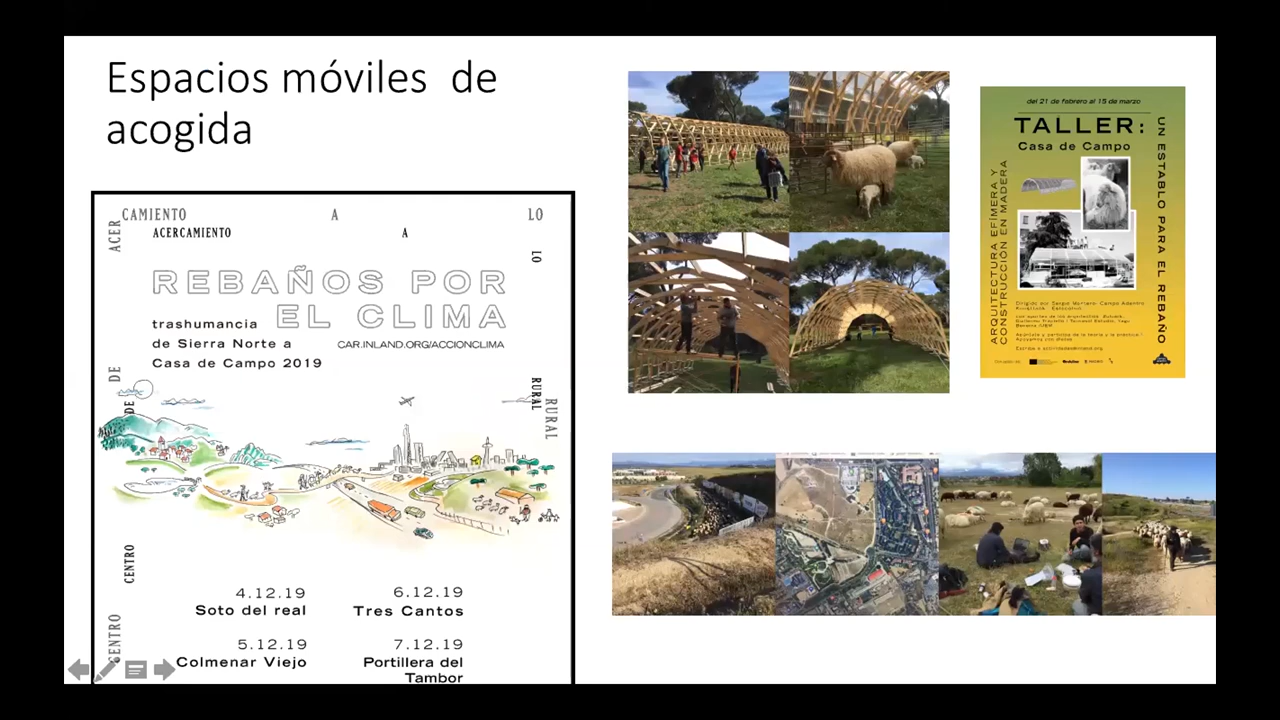 Espacios móviles de
acogida
ACERCAMIENTO A LO
ACERCAMIENTO A LO
REBAÑOS POR
EL CLIMA
trashumancia
de Sierra Norte a
Casa de Campo 2019
CAR.INLAND.ORG/ACCIONCLIMA
DE
DE
RURAL
RURAL
CENTRO
CENTRO
4.12.19
Soto del real
6.12.19
Tres Cantos
5.12.19
Colmenar Viejo
7.12.19
Portillera del
Tambor
del 21 de febrero al 15 de marzo
TALLER:
Casa de Campo
ARQUITECTURA EFÍMERA Y
CONSTRUCCIÓN EN MADERA
UN ESTABLO PARA EL REBAÑO